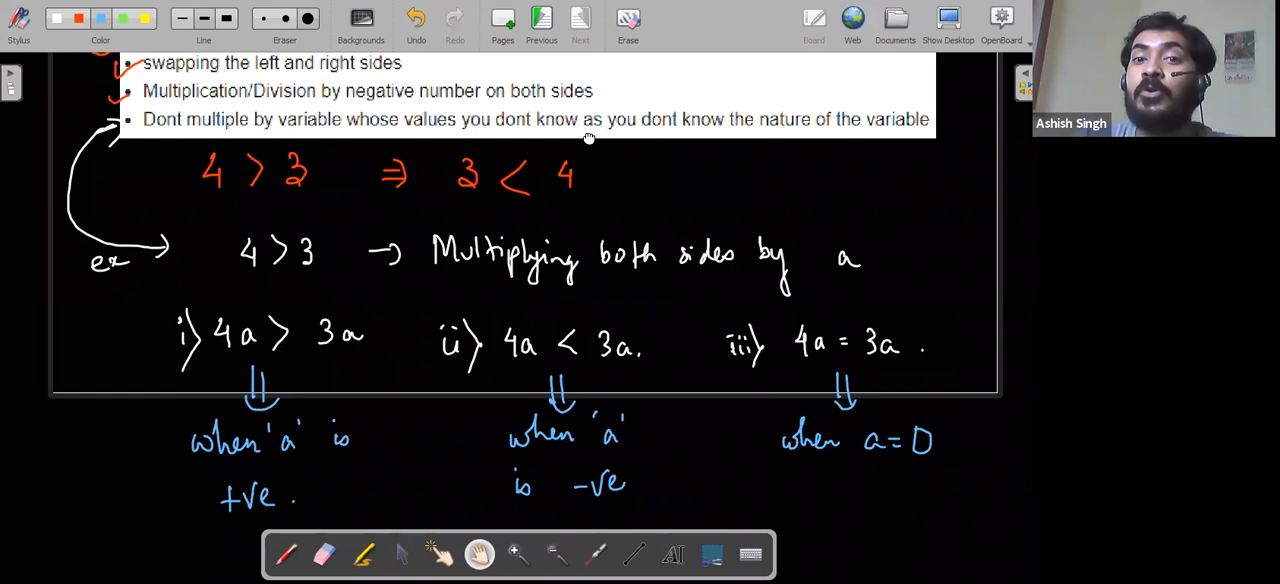 Stylus
Color
Line
Eraser
Backgrounds
Undo
Redo
Pages
Previous
Next
Erase
Board
Web
Documents
Show Desktop
OpenBoard
• swapping the left and right sides
• Multiplication/Division by negative number on both sides
• Dont multiple by variable whose values you dont know as you dont know the nature of the variable
Ashish Singh
4 > 3 ⇒ 3 < 4
ex 4 > 3 → Multiplying both sides by a
i) 4a > 3a ii) 4a < 3a. iii) 4a = 3a .
when 'a' is
+ve .
when 'a'
is -ve
when a = 0
AI